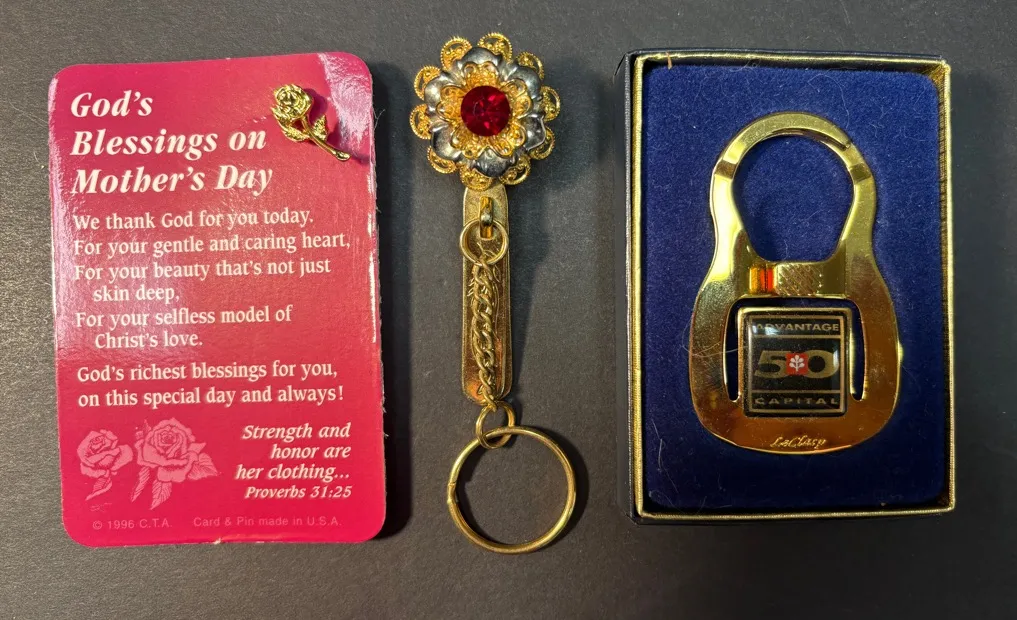 God's
Blessings on
Mother's Day
We thank God for you today.
For your gentle and caring heart,
For your beauty that's not just
skin deep,
For your selfless model of
Christ's love.
God's richest blessings for you,
on this special day and always!
Strength and
honor are
her clothing...
Proverbs 31:25
© 1996 C.T.A. Card & Pin made in U.S.A.
ADVANTAGE
50
CAPITAL
LaClasp